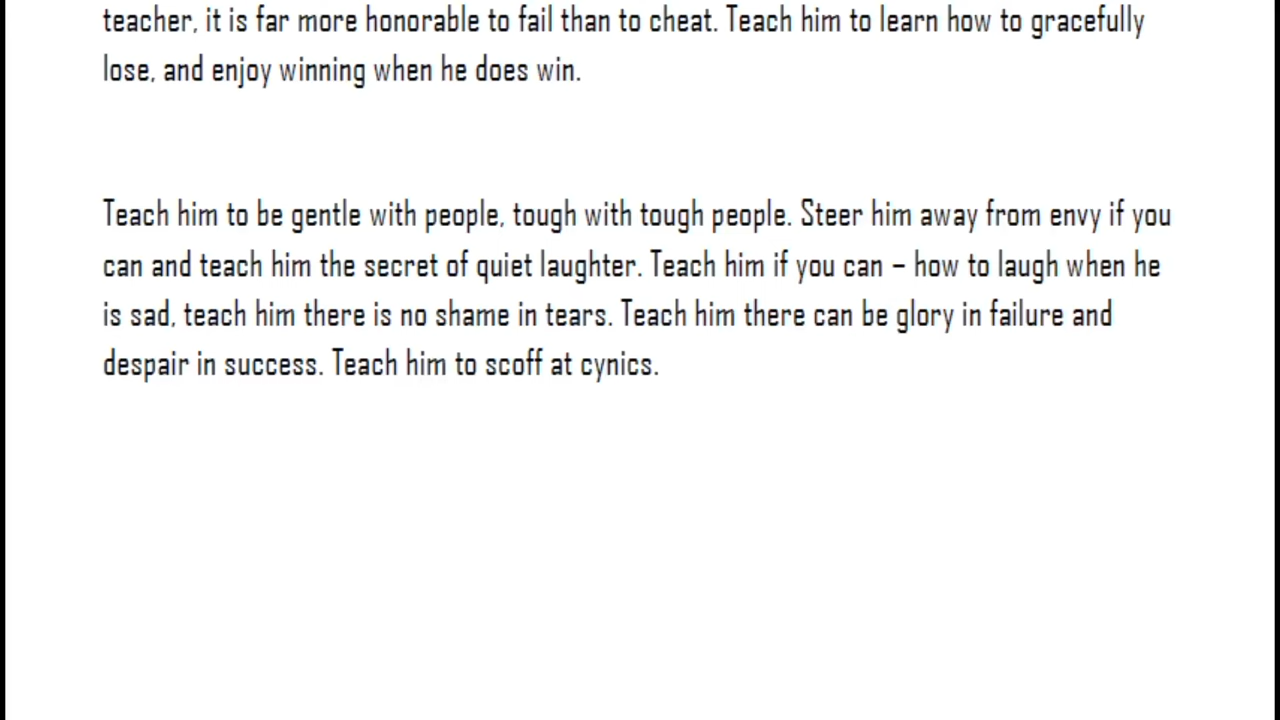 teacher, it is far more honorable to fail than to cheat. Teach him to learn how to gracefully
lose, and enjoy winning when he does win.
Teach him to be gentle with people, tough with tough people. Steer him away from envy if you
can and teach him the secret of quiet laughter. Teach him if you can – how to laugh when he
is sad, teach him there is no shame in tears. Teach him there can be glory in failure and
despair in success. Teach him to scoff at cynics.